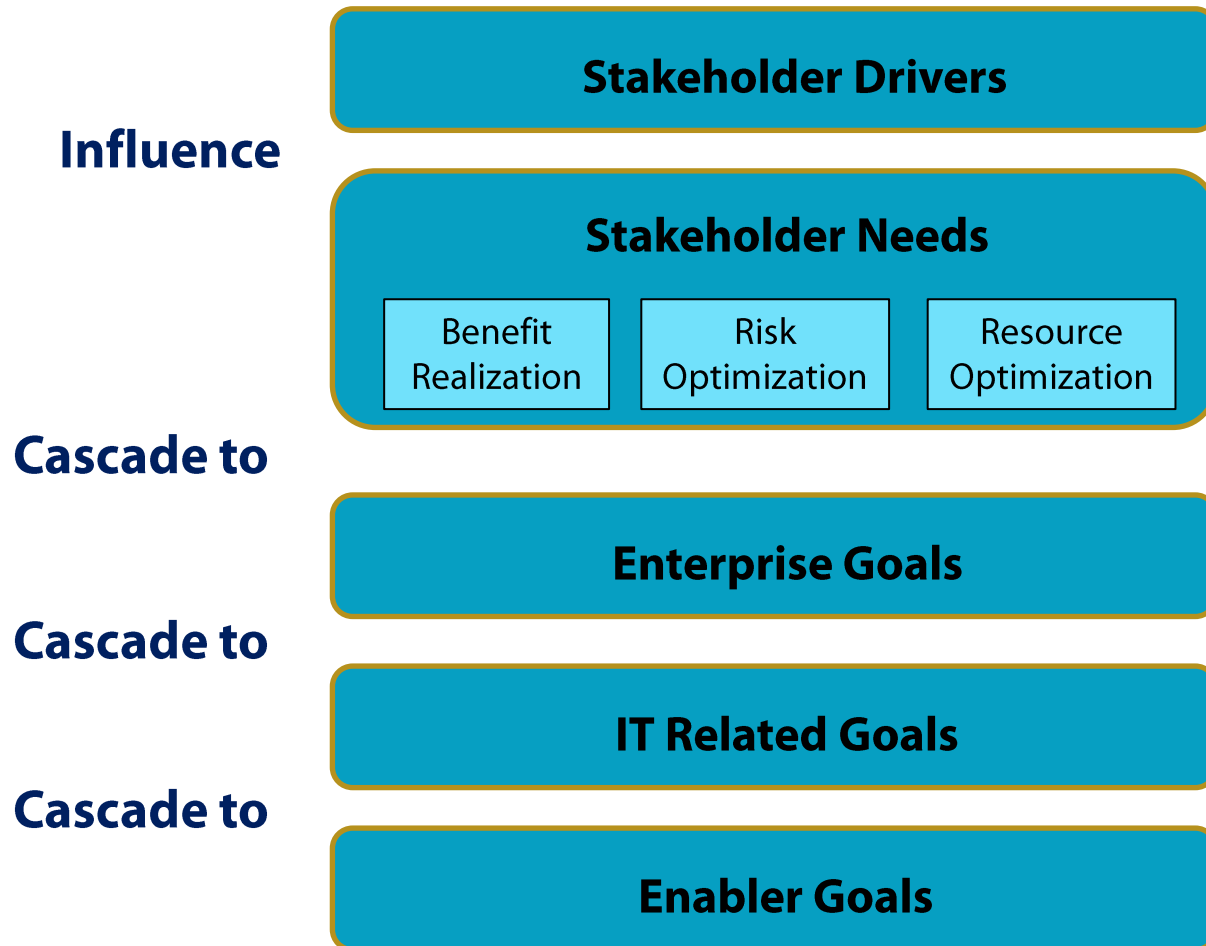 Stakeholder Drivers
Influence
Stakeholder Needs
Benefit
Realization
Risk
Optimization
Resource
Optimization
Cascade to
Enterprise Goals
Cascade to
IT Related Goals
Cascade to
Enabler Goals